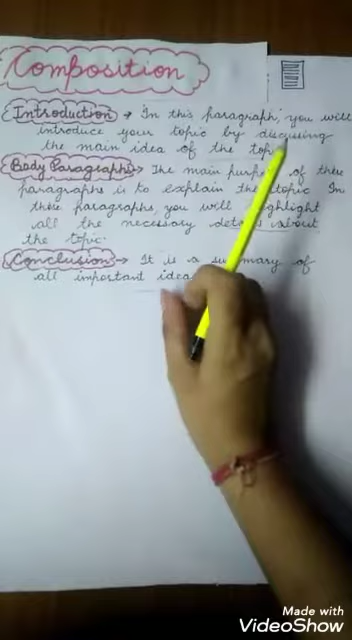 Composition
Introduction → In this paragraph, you will
introduce your topic by discussing
the main idea of the
Body Paragraphs → The main of these
paragraphs is to explain the topic In
these paragraphs, you will
all the necessary about
the topic.
Conclusion → It is a summary of
all important
Made with
VideoShow